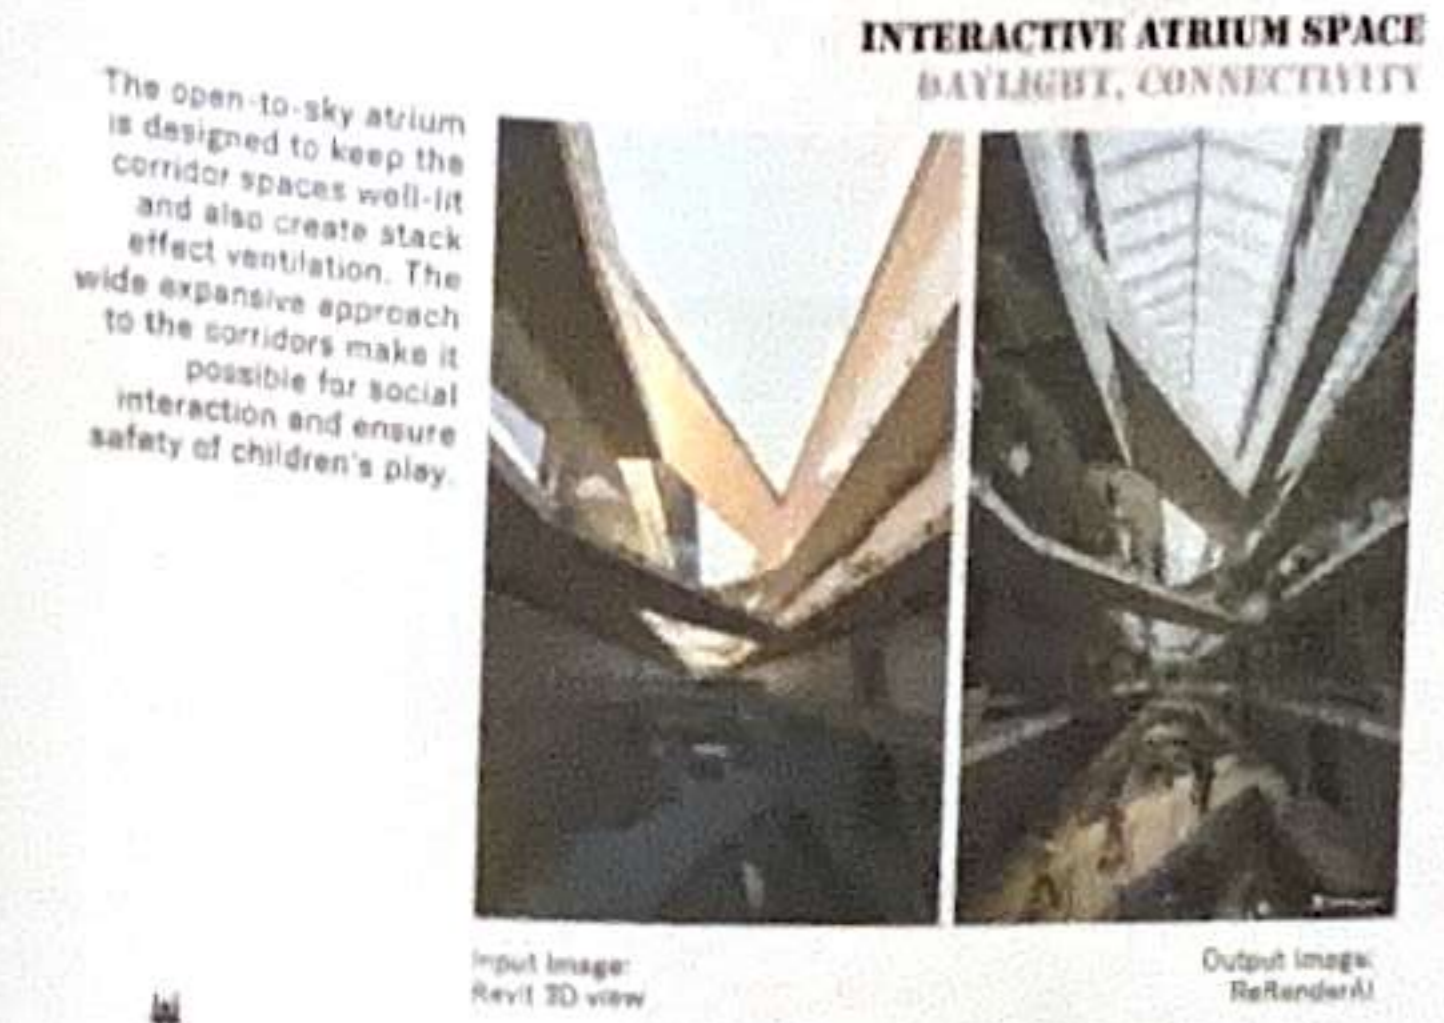 INTERACTIVE ATRIUM SPACE
DAYLIGHT, CONNECTIVITY
The open-to-sky atrium
is designed to keep the
corridor spaces well-lit
and also create stack
effect ventilation. The
wide expansive approach
to the corridors make it
possible for social
interaction and ensure
safety of children's play.
Input Image:
Revit 3D view
Output Image:
ReRenderAI